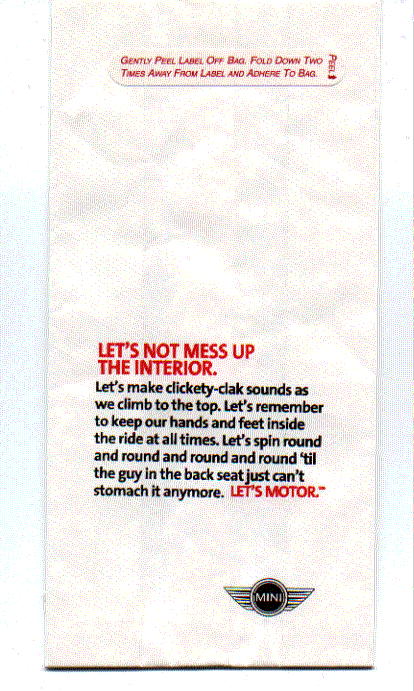 GENTLY PEEL LABEL OFF BAG. FOLD DOWN TWO
TIMES AWAY FROM LABEL AND ADHERE TO BAG.
PEEL
LET'S NOT MESS UP
THE INTERIOR.
Let's make clickety-clak sounds as
we climb to the top. Let's remember
to keep our hands and feet inside
the ride at all times. Let's spin round
and round and round and round 'til
the guy in the back seat just can't
stomach it anymore. LET'S MOTOR.™
MINI